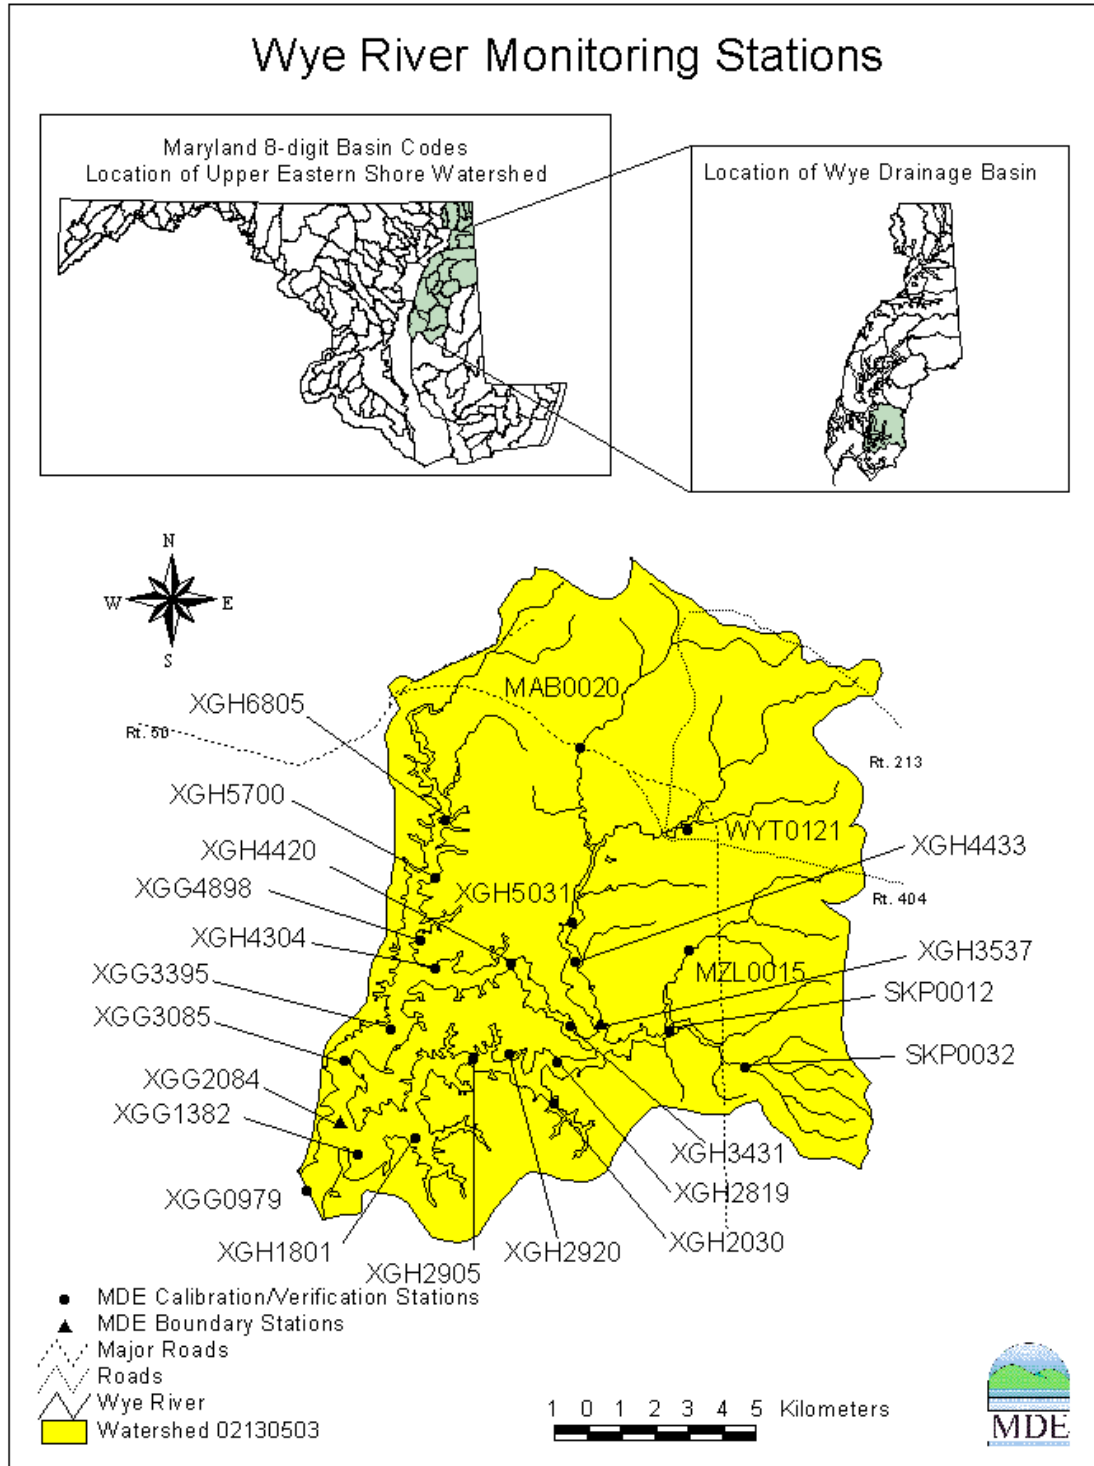 Wye River Monitoring Stations
Maryland 8-digit Basin Codes
Location of Upper Eastern Shore Watershed
Location of Wye Drainage Basin
N
W
E
S
MAB0020
XGH6805
Rt. 50
Rt. 213
XGH5700
WYT0121
XGH4420
XGH4433
XGG4898
XGH5031
Rt. 404
XGH4304
XGH3537
XGG3395
MZL0015
SKP0012
XGG3085
SKP0032
XGG2084
XGG1382
XGH3431
XGG0979
XGH2819
XGH1801
XGH2905
XGH2920
XGH2030
MDE Calibration/Verification Stations
MDE Boundary Stations
Major Roads
Roads
Wye River
Watershed 02130503
1 0 1 2 3 4 5 Kilometers
MDE